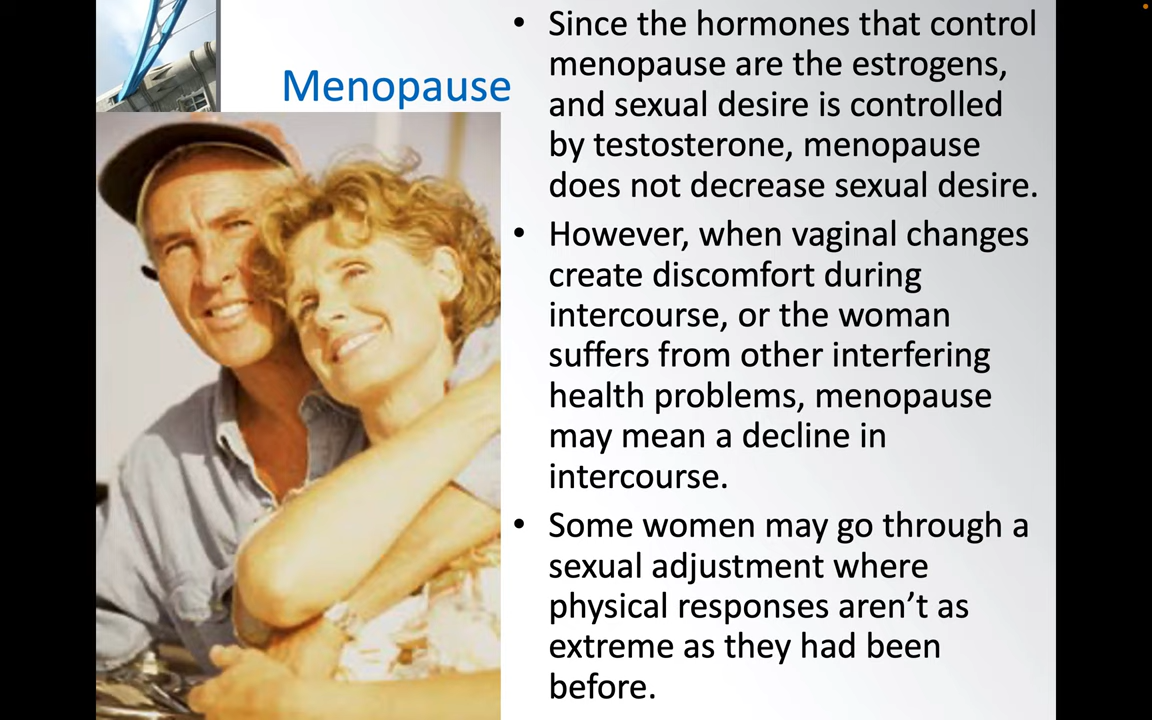 Menopause
• Since the hormones that control
menopause are the estrogens,
and sexual desire is controlled
by testosterone, menopause
does not decrease sexual desire.
• However, when vaginal changes
create discomfort during
intercourse, or the woman
suffers from other interfering
health problems, menopause
may mean a decline in
intercourse.
• Some women may go through a
sexual adjustment where
physical responses aren’t as
extreme as they had been
before.